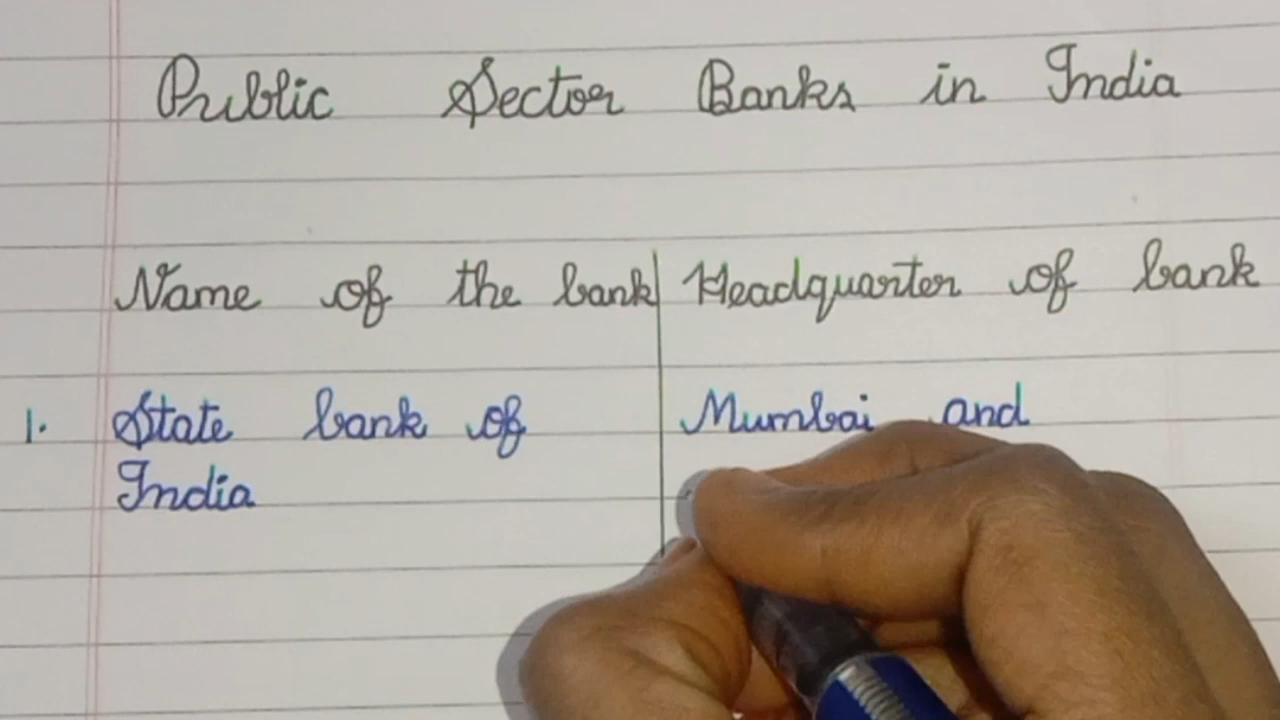 Public Sector Banks in India
Name of the bank Headquarter of bank
1. State bank of Mumbai and
India